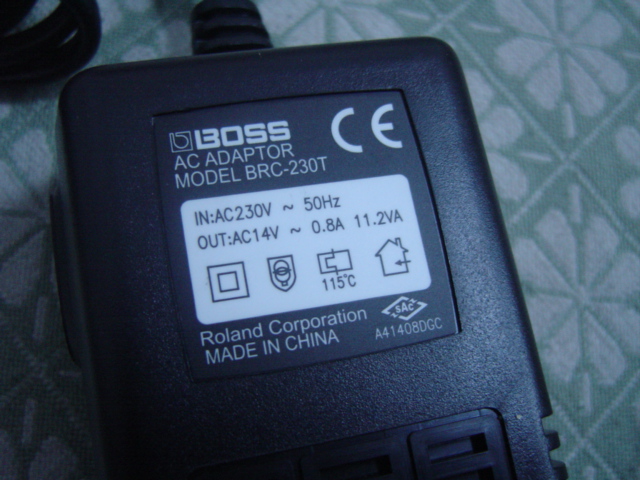 BOSS
CE
AC ADAPTOR
MODEL BRC-230T
IN:AC230V ~ 50Hz
OUT:AC14V ~ 0.8A 11.2VA
115°C
Roland Corporation
SAC
MADE IN CHINA
A41408DGC